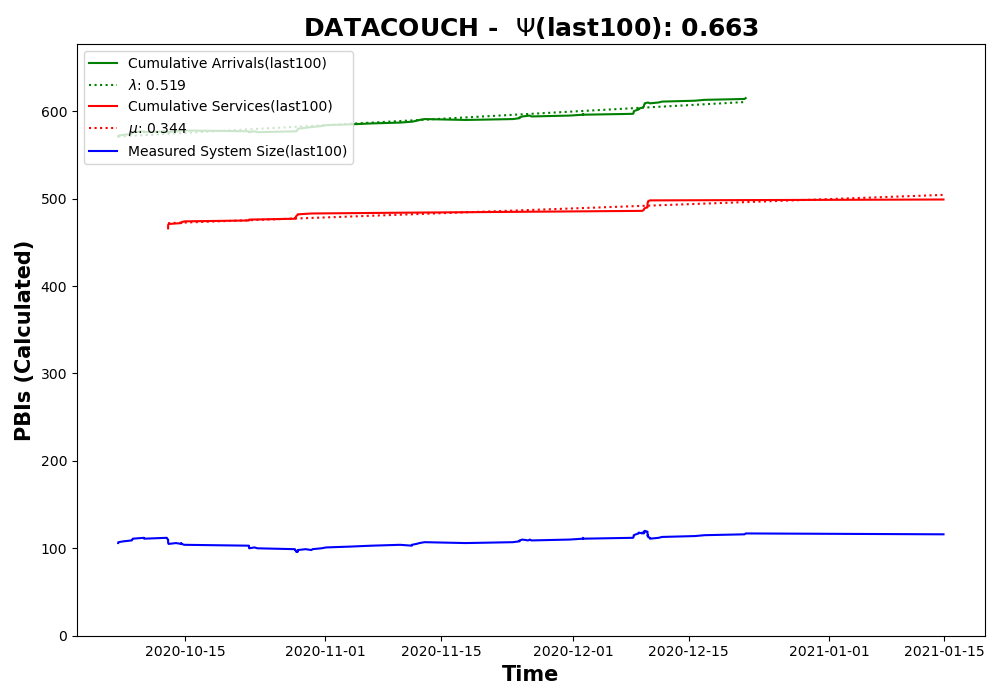 DATACOUCH - Ψ(last100): 0.663
Cumulative Arrivals(last100)
λ: 0.519
Cumulative Services(last100)
μ: 0.344
Measured System Size(last100)
PBIs (Calculated)
600
500
400
300
200
100
0
2020-10-15 2020-11-01 2020-11-15 2020-12-01 2020-12-15 2021-01-01 2021-01-15
Time